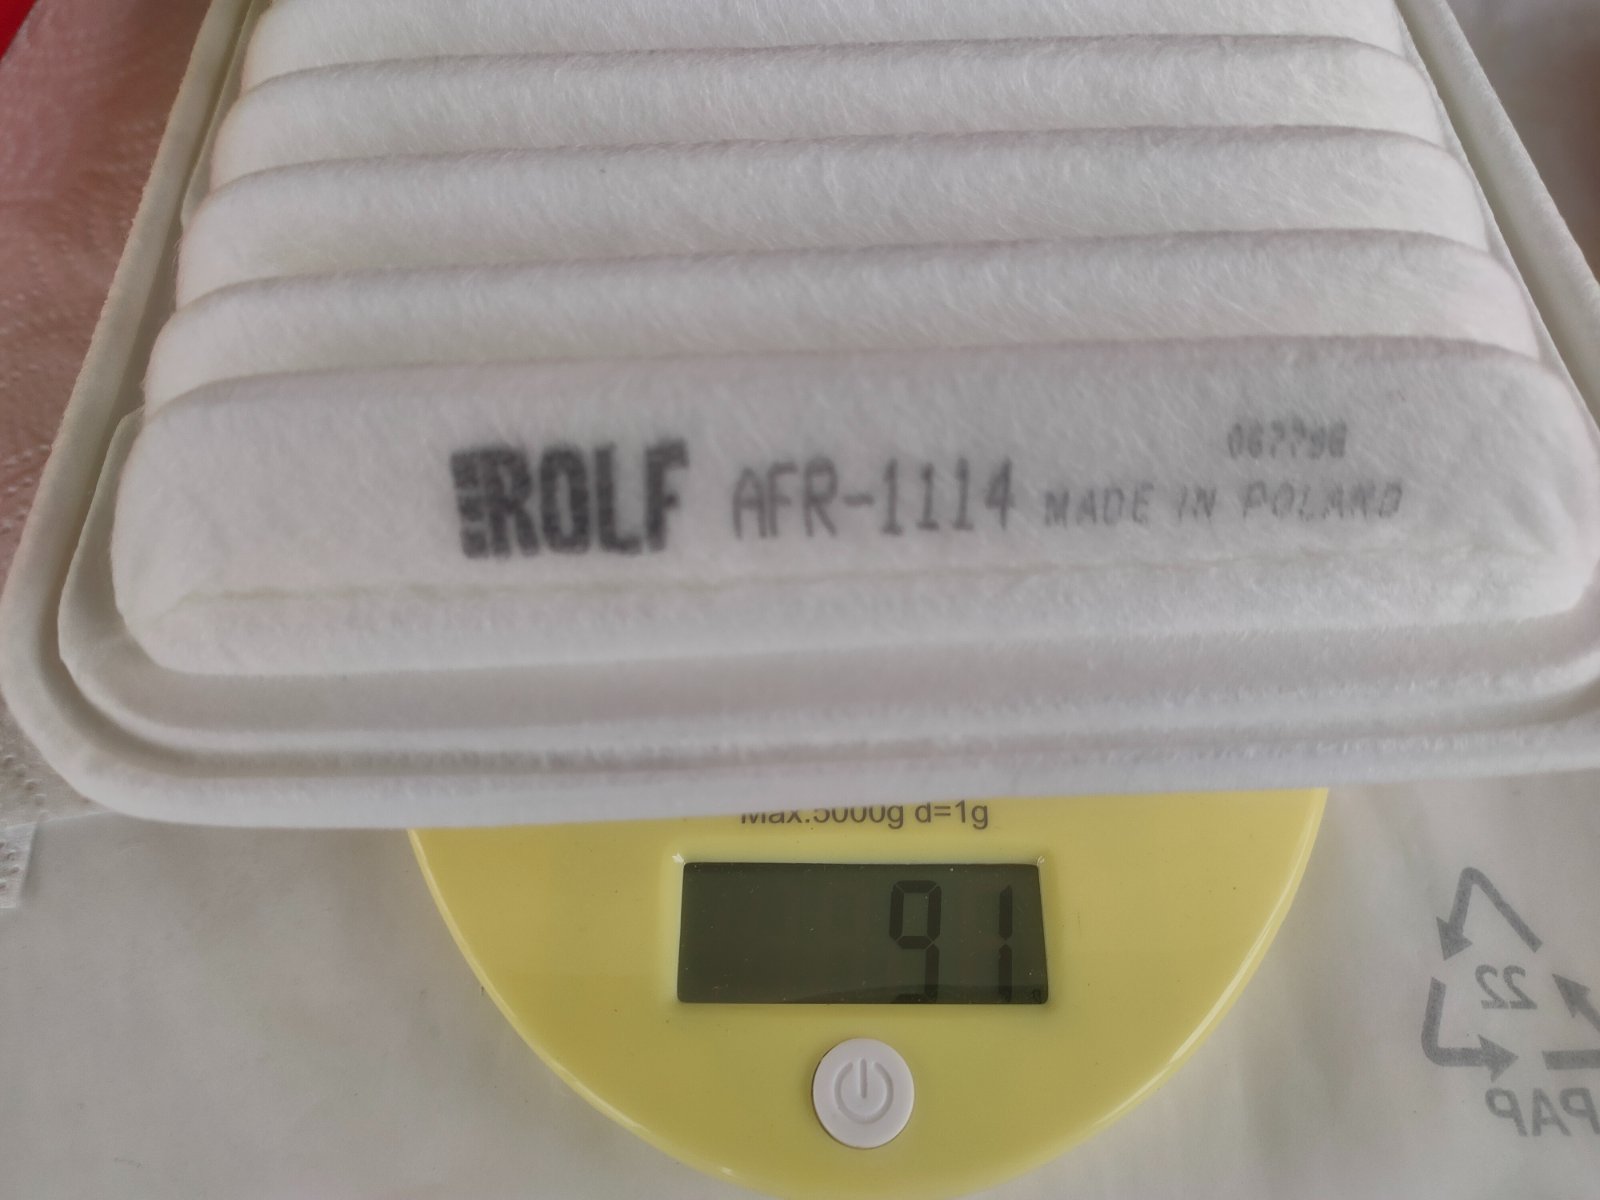 ROLF AFR-1114 MADE IN POLAND
Max.5000g d=1g
91
22
PAP